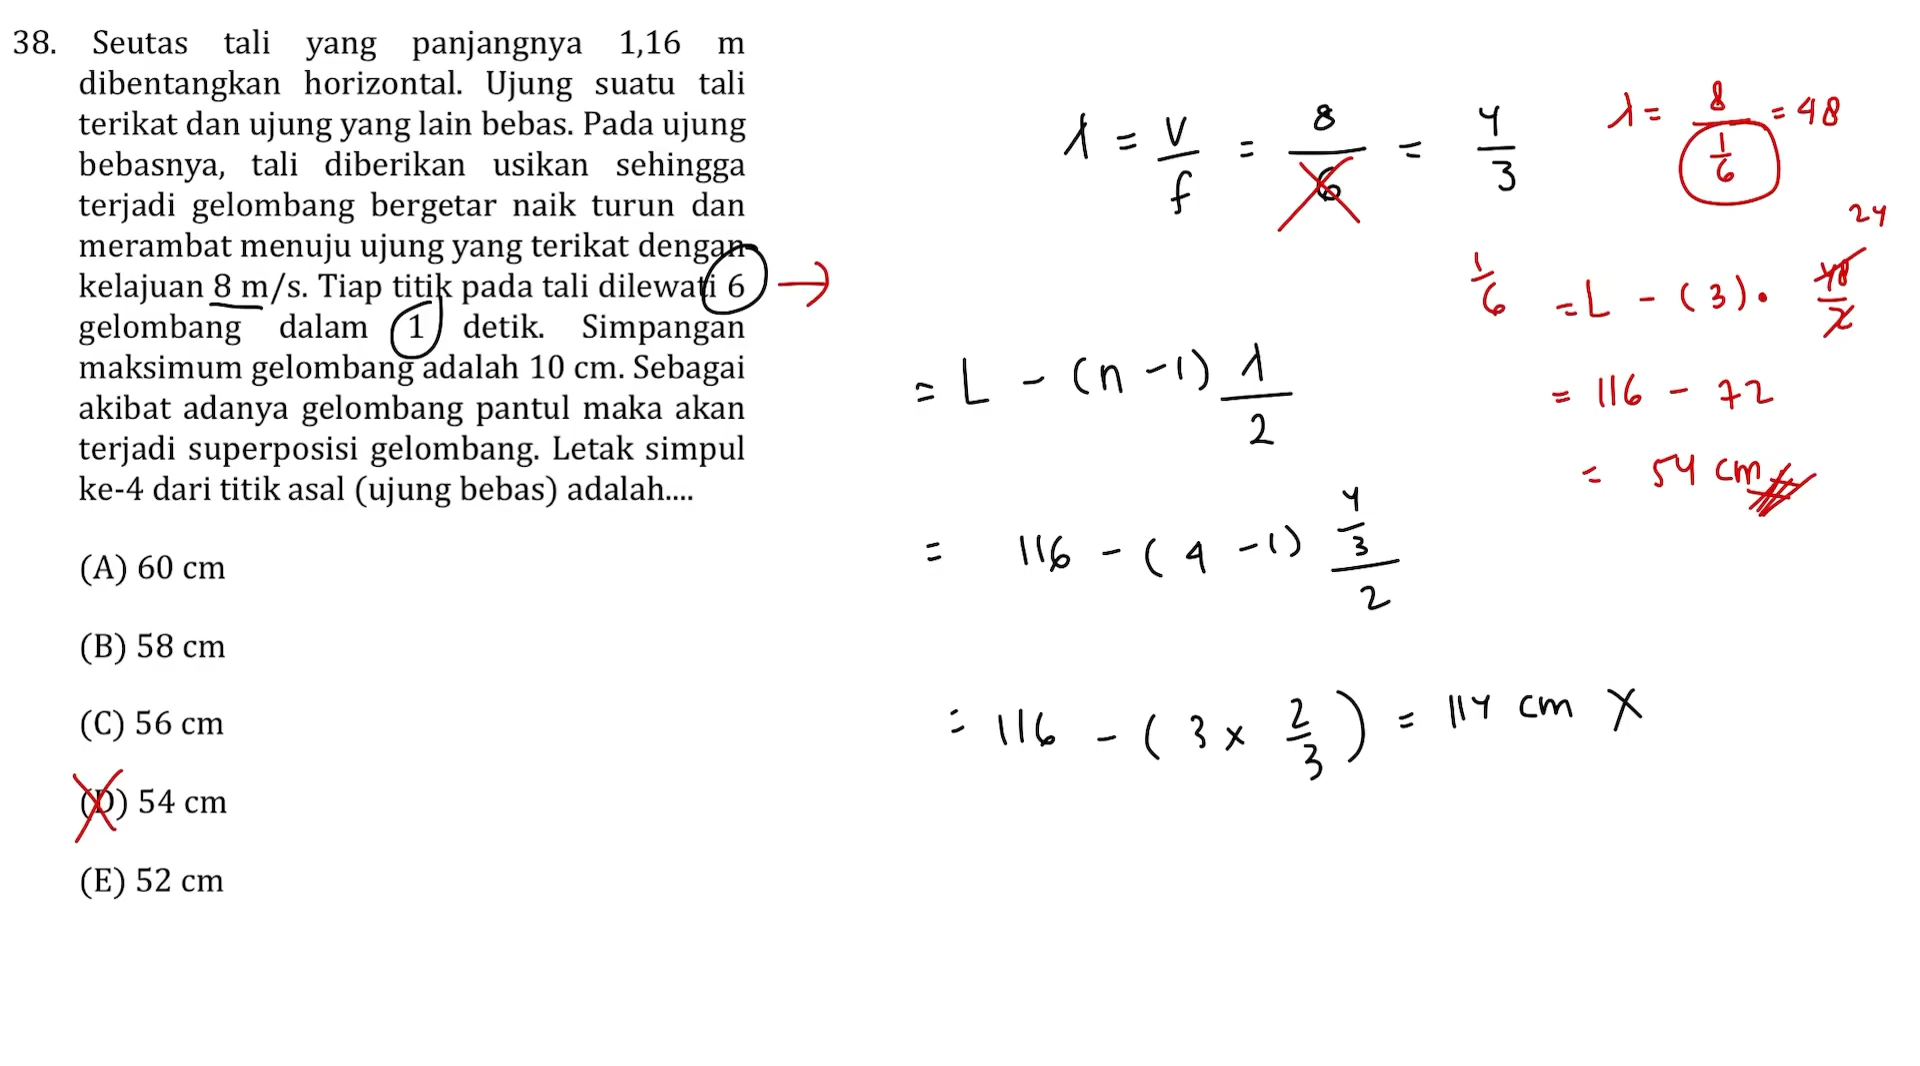 38. Seutas tali yang panjangnya 1,16 m
dibentangkan horizontal. Ujung suatu tali
terikat dan ujung yang lain bebas. Pada ujung
bebasnya, tali diberikan usikan sehingga
terjadi gelombang bergetar naik turun dan
merambat menuju ujung yang terikat dengan
kelajuan 8 m/s. Tiap titik pada tali dilewati 6
gelombang dalam 1 detik. Simpangan
maksimum gelombang adalah 10 cm. Sebagai
akibat adanya gelombang pantul maka akan
terjadi superposisi gelombang. Letak simpul
ke-4 dari titik asal (ujung bebas) adalah....
(A) 60 cm
(B) 58 cm
(C) 56 cm
(D) 54 cm
(E) 52 cm
λ = v/f = 8/6 = 4/3
= L - (n-1) λ/2
= 116 - (4-1) 4/3/2
= 116 - (3 x 2/3) = 114 cm X
→
λ = 8/(1/6) = 48
24
1/6 = L - (3) . 48/2
= 116 - 72
= 54 cm